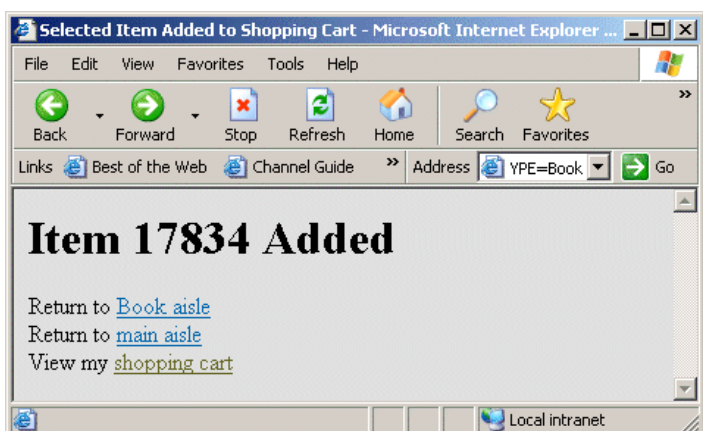 Selected Item Added to Shopping Cart - Microsoft Internet Explorer ...
File Edit View Favorites Tools Help
Back Forward Stop Refresh Home Search Favorites »
Links Best of the Web Channel Guide » Address YPE=Book Go
Item 17834 Added
Return to Book aisle
Return to main aisle
View my shopping cart
Local intranet